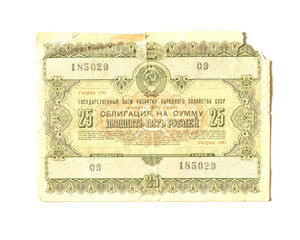 185029 09
Разряд 190
ГОСУДАРСТВЕННЫЙ ЗАЕМ РАЗВИТИЯ НАРОДНОГО ХОЗЯЙСТВА СССР
25 ОБЛИГАЦИЯ НА СУММУ 25
ДВАДЦАТЬ ПЯТЬ РУБЛЕЙ
Разряд 190
09 185029
25